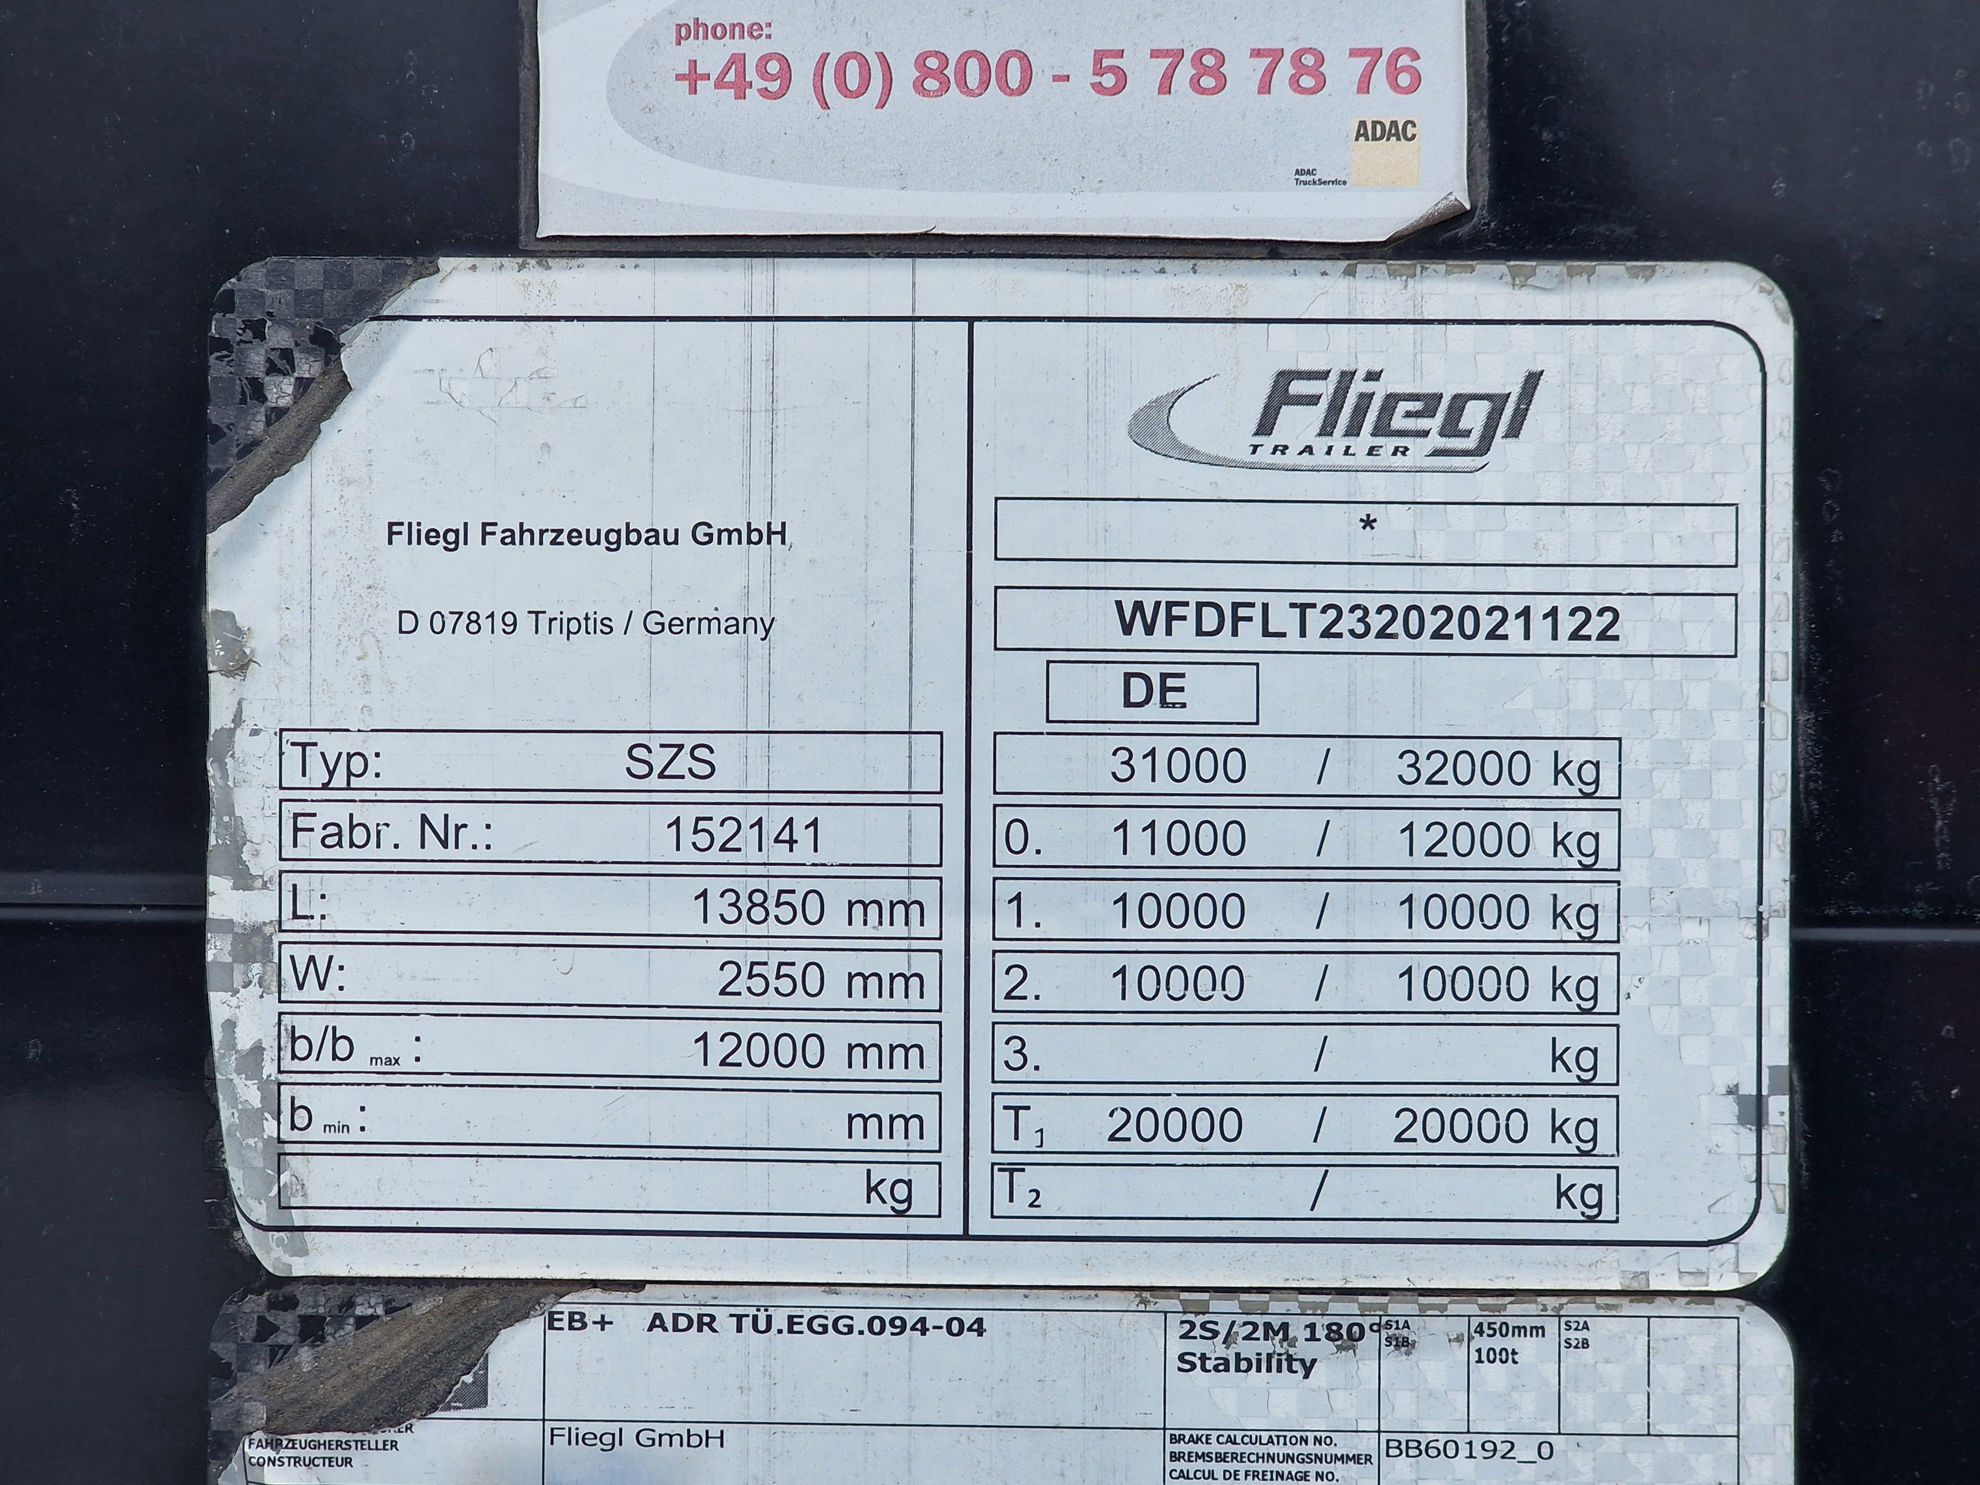 phone:
+49 (0) 800 - 5 78 78 76
ADAC
ADAC
TruckService
Fliegl
TRAILER
Fliegl Fahrzeugbau GmbH
D 07819 Triptis / Germany
*
WFDFLT23202021122
DE
Typ: SZS
Fabr. Nr.: 152141
L: 13850 mm
W: 2550 mm
b/b max : 12000 mm
b min : mm
kg
31000 / 32000 kg
0. 11000 / 12000 kg
1. 10000 / 10000 kg
2. 10000 / 10000 kg
3. / kg
T1 20000 / 20000 kg
T2 / kg
EB+ ADR TÜ.EGG.094-04
2S/2M 180°
Stability
S1A
S1B
450mm
100t
S2A
S2B
FAHRZEUGHERSTELLER
CONSTRUCTEUR
Fliegl GmbH
BRAKE CALCULATION NO.
BREMSBERECHNUNGSNUMMER
CALCUL DE FREINAGE NO.
BB60192_0